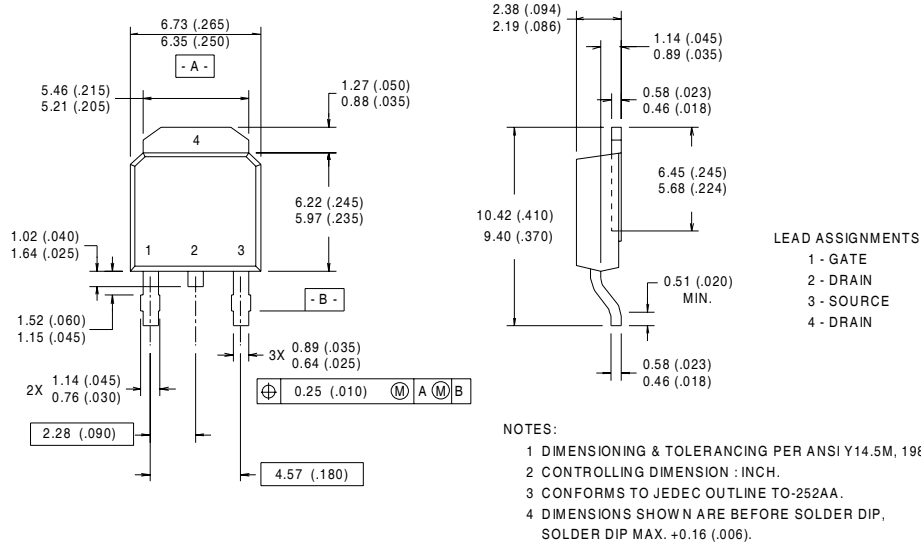 6.73 (.265)
6.35 (.250)
- A -
5.46 (.215)
5.21 (.205)
1.27 (.050)
0.88 (.035)
4
6.22 (.245)
5.97 (.235)
1.02 (.040)
1.64 (.025)
1 2 3
1.52 (.060)
1.15 (.045)
- B -
3X 0.89 (.035)
0.64 (.025)
2X 1.14 (.045)
0.76 (.030)
⌖ 0.25 (.010) Ⓜ A Ⓜ B
2.28 (.090)
4.57 (.180)
2.38 (.094)
2.19 (.086)
1.14 (.045)
0.89 (.035)
0.58 (.023)
0.46 (.018)
6.45 (.245)
5.68 (.224)
10.42 (.410)
9.40 (.370)
0.51 (.020)
MIN.
0.58 (.023)
0.46 (.018)
LEAD ASSIGNMENTS
1 - GATE
2 - DRAIN
3 - SOURCE
4 - DRAIN
NOTES:
1 DIMENSIONING & TOLERANCING PER ANSI Y14.5M,
2 CONTROLLING DIMENSION : INCH.
3 CONFORMS TO JEDEC OUTLINE TO-252AA.
4 DIMENSIONS SHOWN ARE BEFORE SOLDER DIP,
SOLDER DIP MAX. +0.16 (.006).